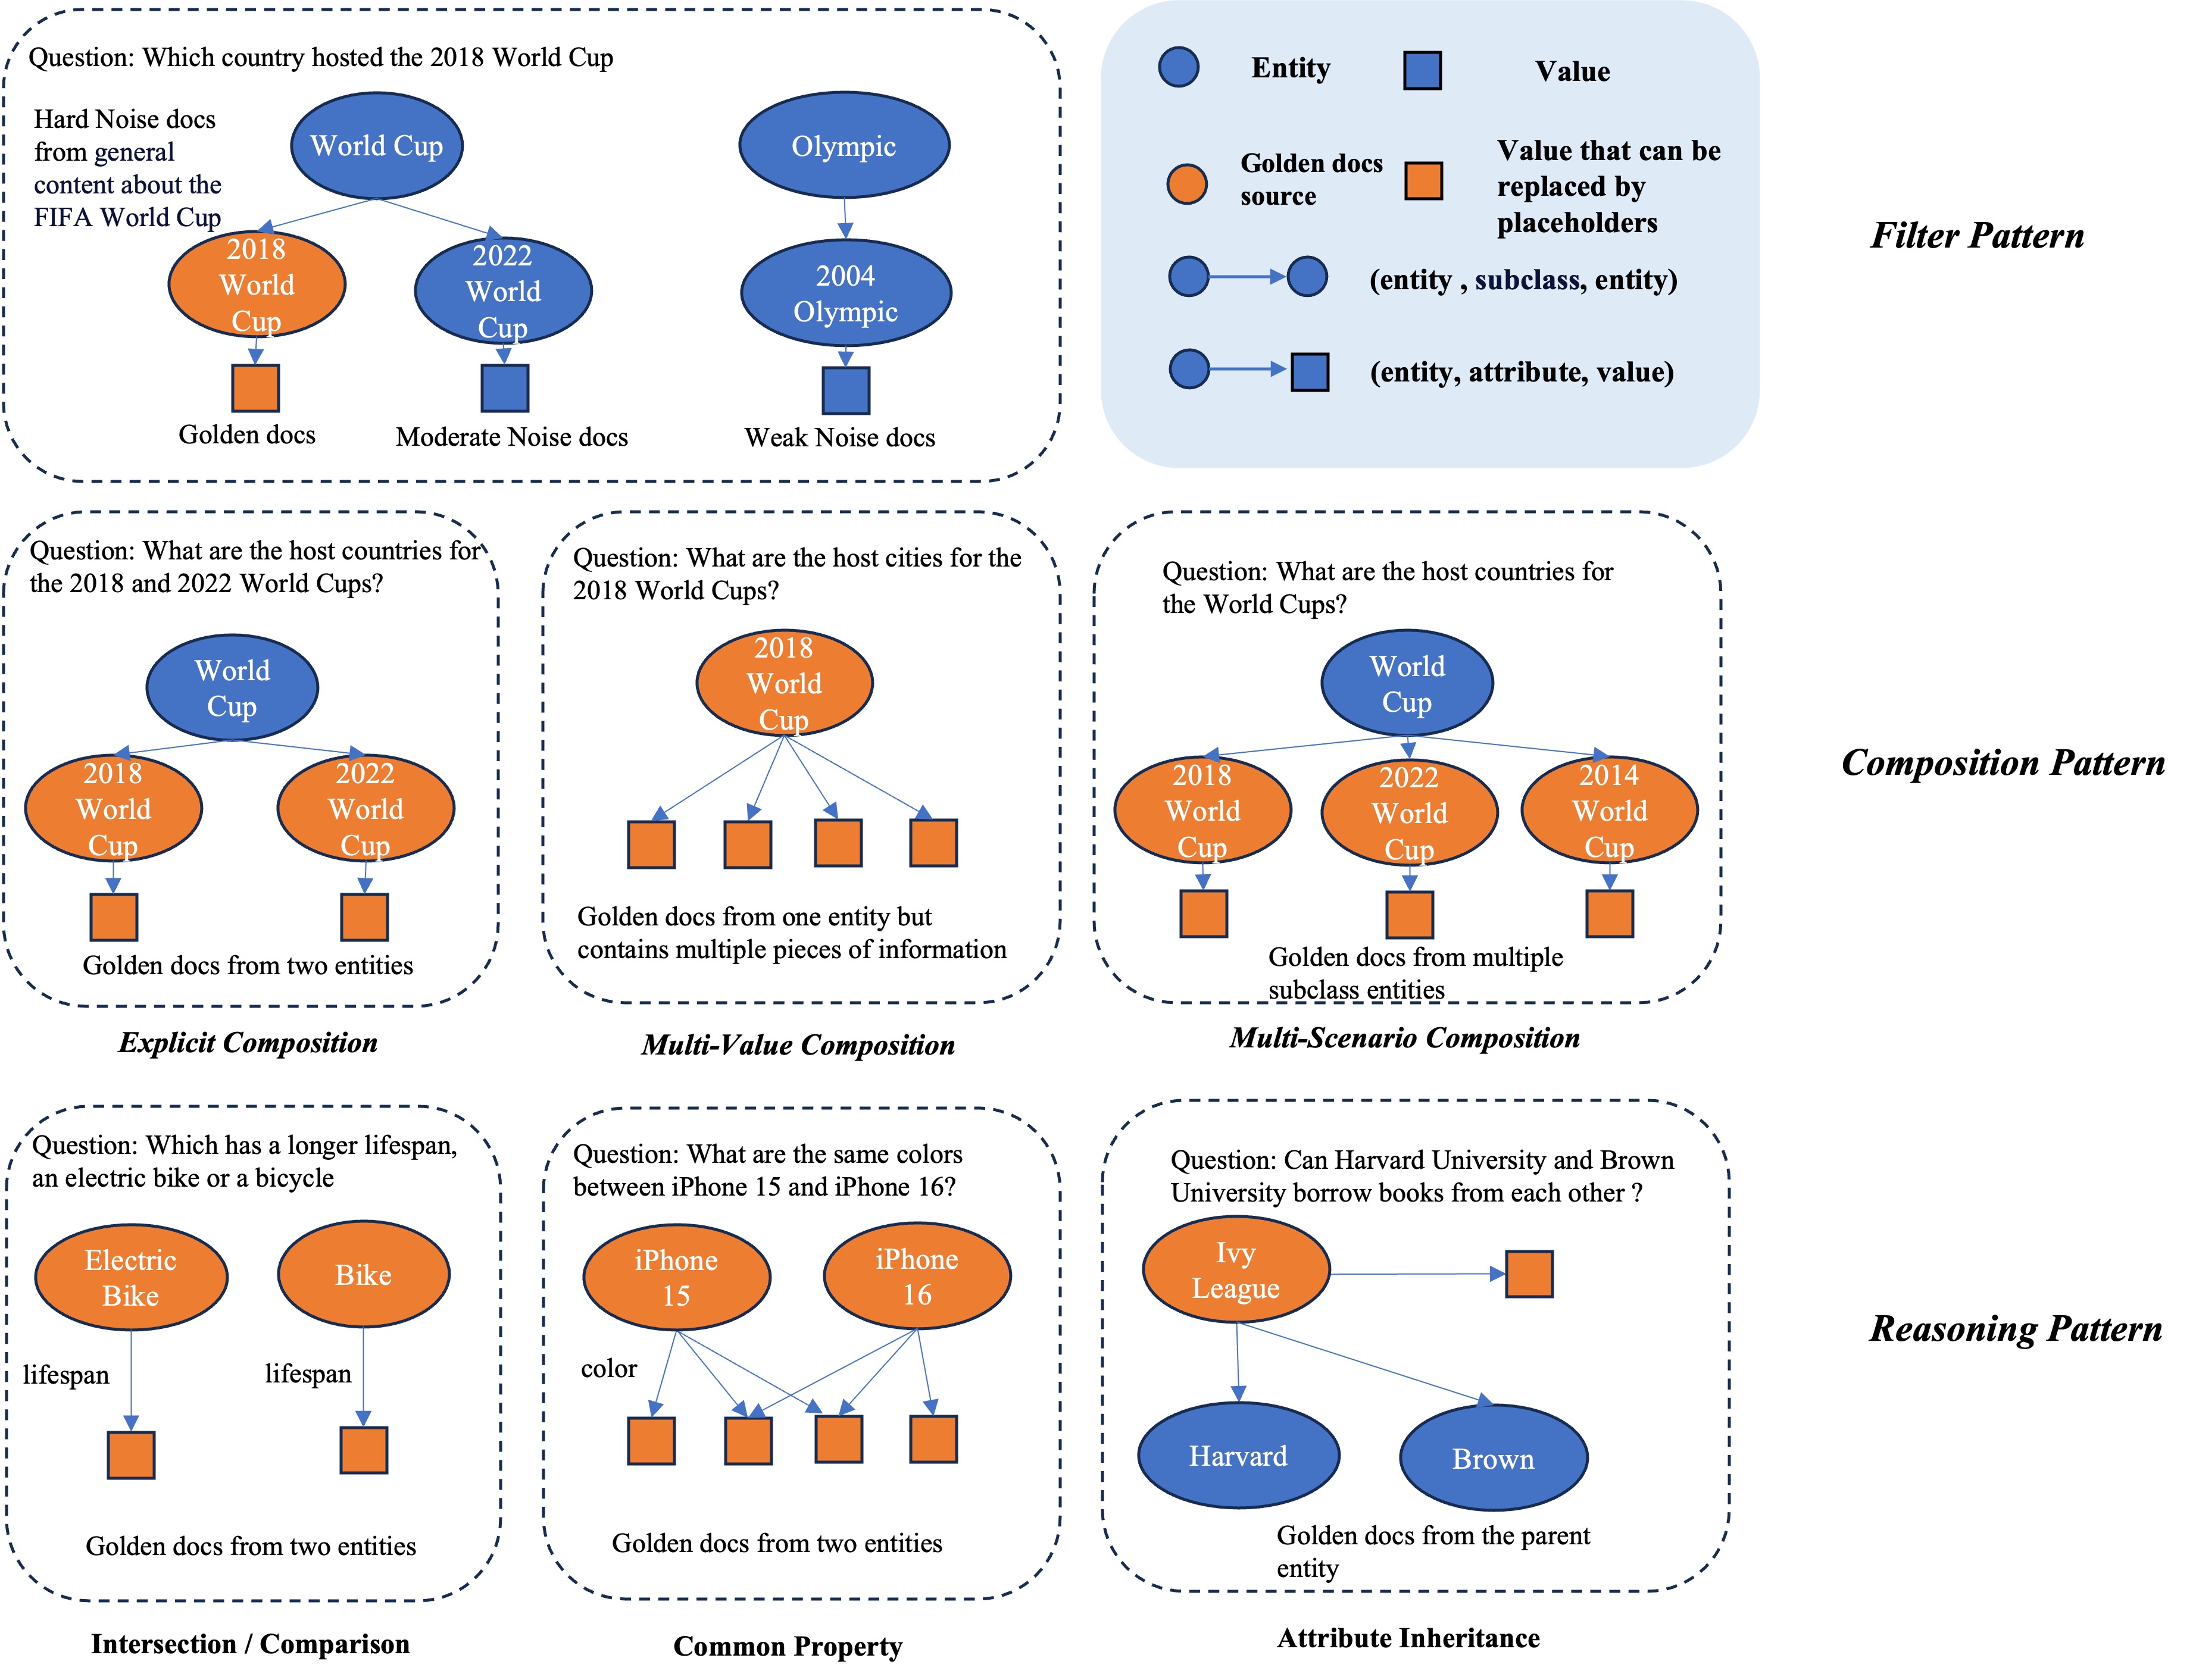 Question: Which country hosted the 2018 World Cup
Hard Noise docs
from general
content about the
FIFA World Cup
World Cup
Olympic
2018
World
Cup
2022
World
Cup
2004
Olympic
Golden docs
Moderate Noise docs
Weak Noise docs
Entity
Value
Golden docs
source
Value that can be
replaced by
placeholders
(entity , subclass, entity)
(entity, attribute, value)
Filter Pattern
Question: What are the host countries for
the 2018 and 2022 World Cups?
World
Cup
2018
World
Cup
2022
World
Cup
Golden docs from two entities
Explicit Composition
Question: What are the host cities for the
2018 World Cups?
2018
World
Cup
Golden docs from one entity but
contains multiple pieces of information
Multi-Value Composition
Question: What are the host countries for
the World Cups?
World
Cup
2018
World
Cup
2022
World
Cup
2014
World
Cup
Golden docs from multiple
subclass entities
Multi-Scenario Composition
Composition Pattern
Question: Which has a longer lifespan,
an electric bike or a bicycle
Electric
Bike
Bike
lifespan
lifespan
Golden docs from two entities
Intersection / Comparison
Question: What are the same colors
between iPhone 15 and iPhone 16?
iPhone
15
iPhone
16
color
Golden docs from two entities
Common Property
Question: Can Harvard University and Brown
University borrow books from each other ?
Ivy
League
Harvard
Brown
Golden docs from the parent
entity
Attribute Inheritance
Reasoning Pattern